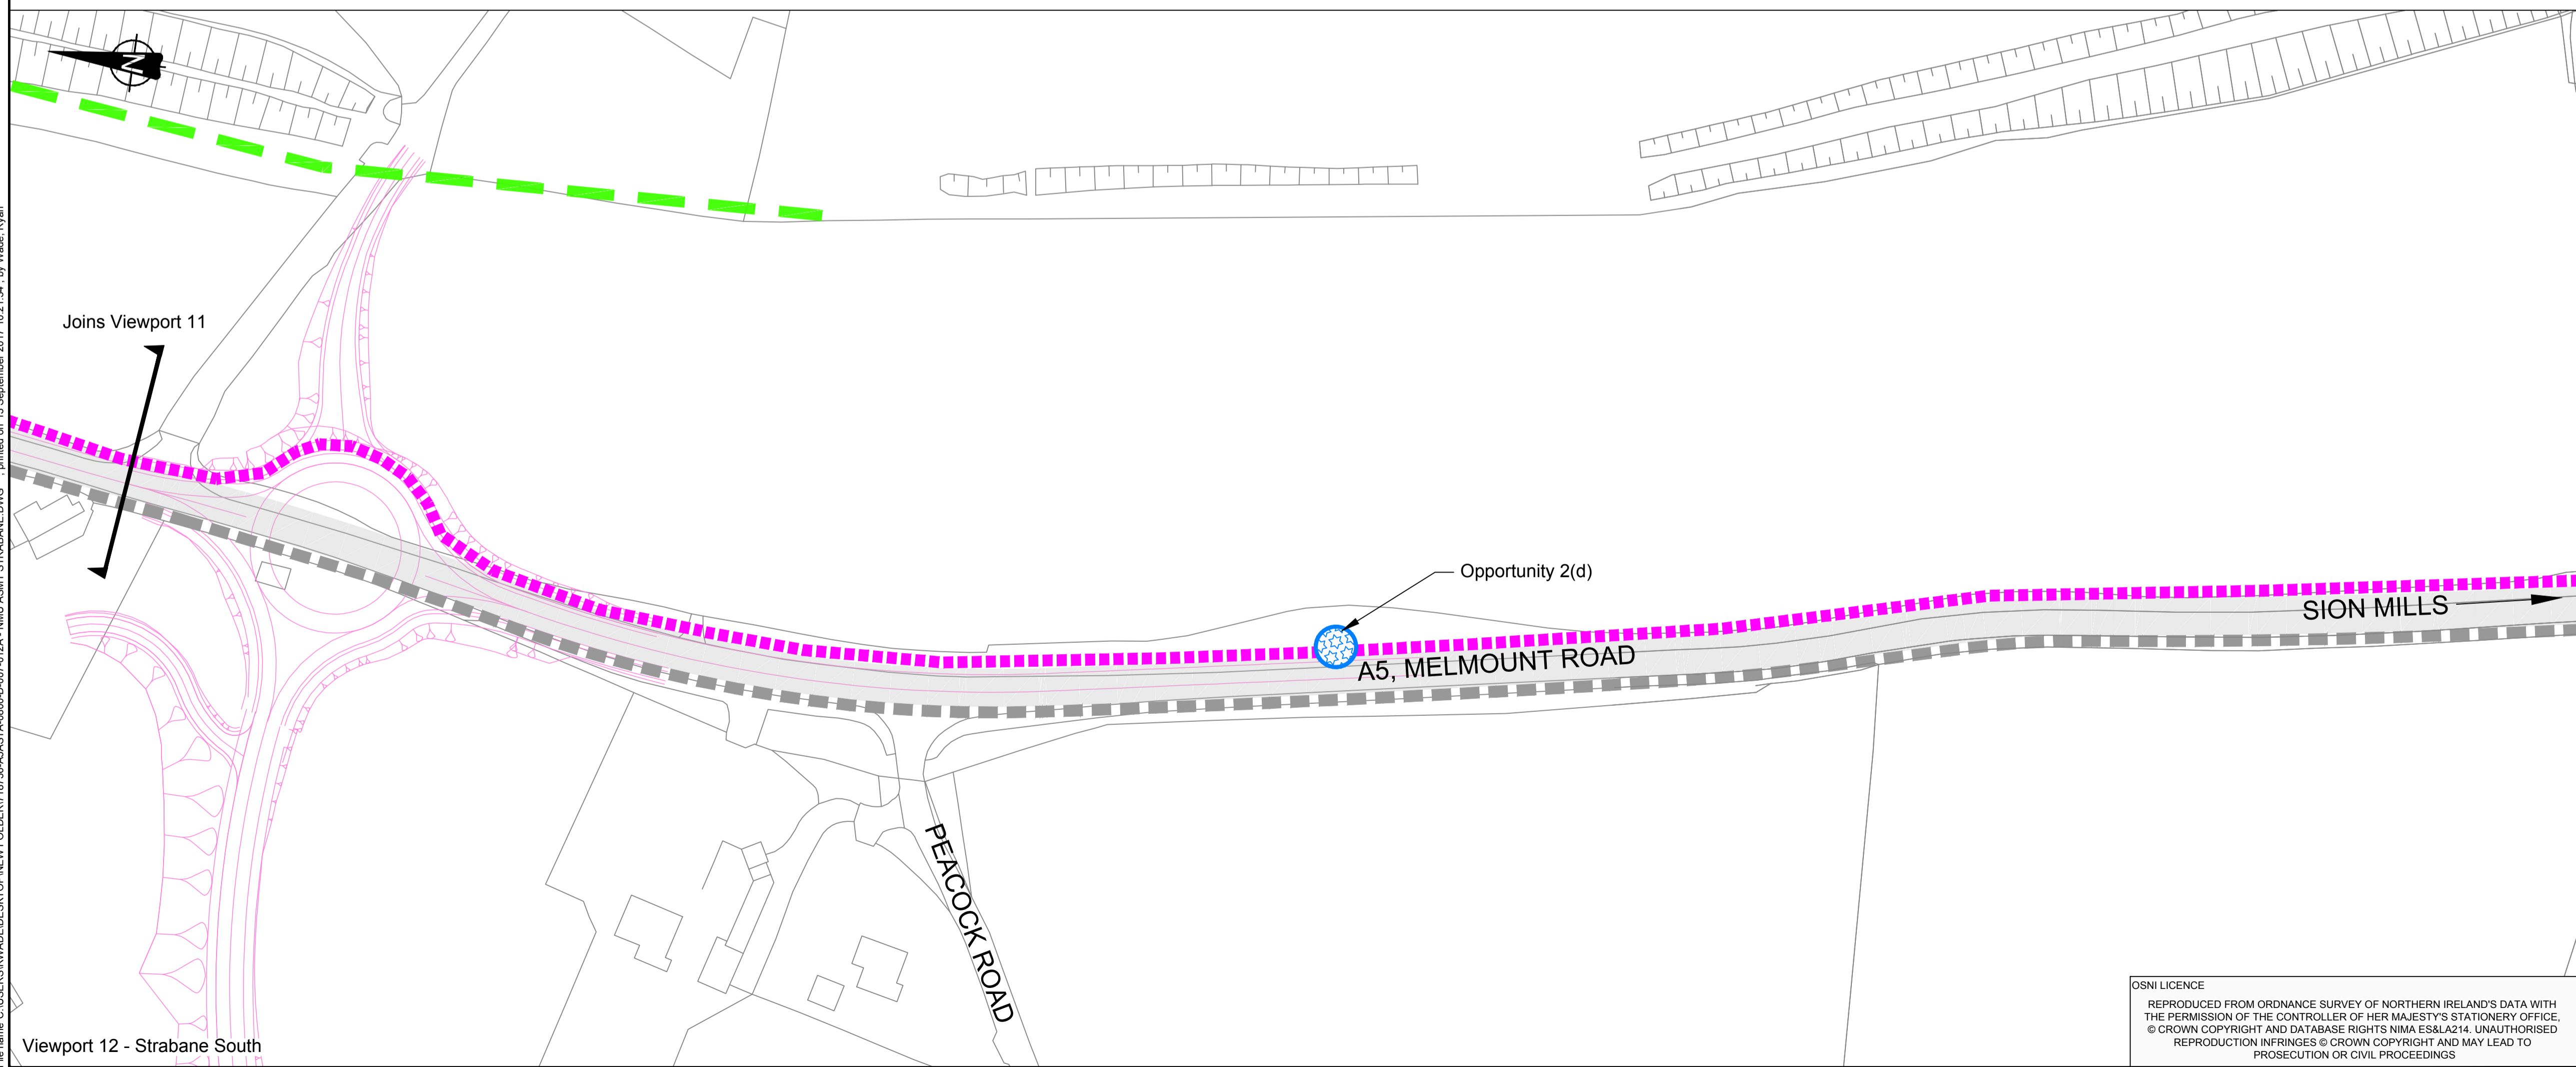 N
Joins Viewport 11
Opportunity 2(d)
A5, MELMOUNT ROAD
SION MILLS
PEACOCK ROAD
Viewport 12 - Strabane South
OSNI LICENCE
REPRODUCED FROM ORDNANCE SURVEY OF NORTHERN IRELAND'S DATA WITH
THE PERMISSION OF THE CONTROLLER OF HER MAJESTY'S STATIONERY OFFICE,
© CROWN COPYRIGHT AND DATABASE RIGHTS NIMA ES&LA214. UNAUTHORISED
REPRODUCTION INFRINGES © CROWN COPYRIGHT AND MAY LEAD TO
PROSECUTION OR CIVIL PROCEEDINGS